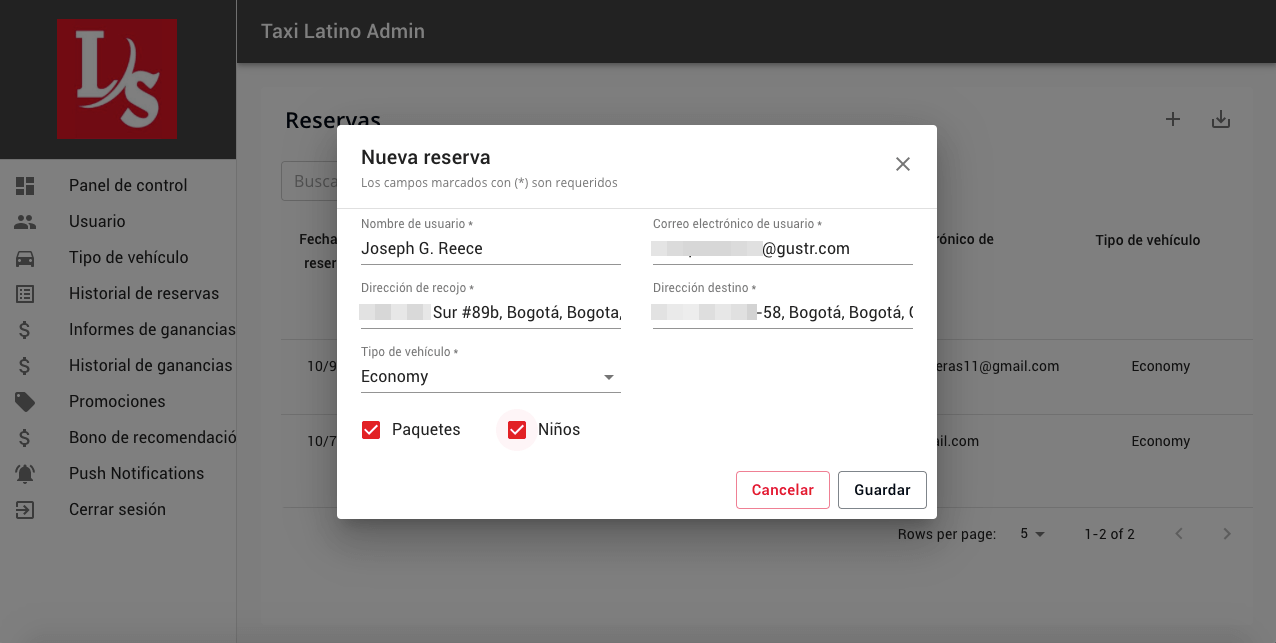 LS
Taxi Latino Admin
Reservas
Busca
Panel de control
Usuario
Tipo de vehículo
Historial de reservas
Informes de ganancias
Historial de ganancias
Promociones
Bono de recomendació
Push Notifications
Cerrar sesión
Fecha
reser
rónico de
Tipo de vehículo
10/9
eras11@gmail.com
Economy
10/7
ail.com
Economy
Rows per page: 5 1-2 of 2
Nueva reserva
Los campos marcados con (*) son requeridos
Nombre de usuario *
Joseph G. Reece
Correo electrónico de usuario *
@gustr.com
Dirección de recojo *
Sur #89b, Bogotá, Bogota,
Dirección destino *
-58, Bogotá, Bogotá, C
Tipo de vehículo *
Economy
Paquetes
Niños
Cancelar
Guardar